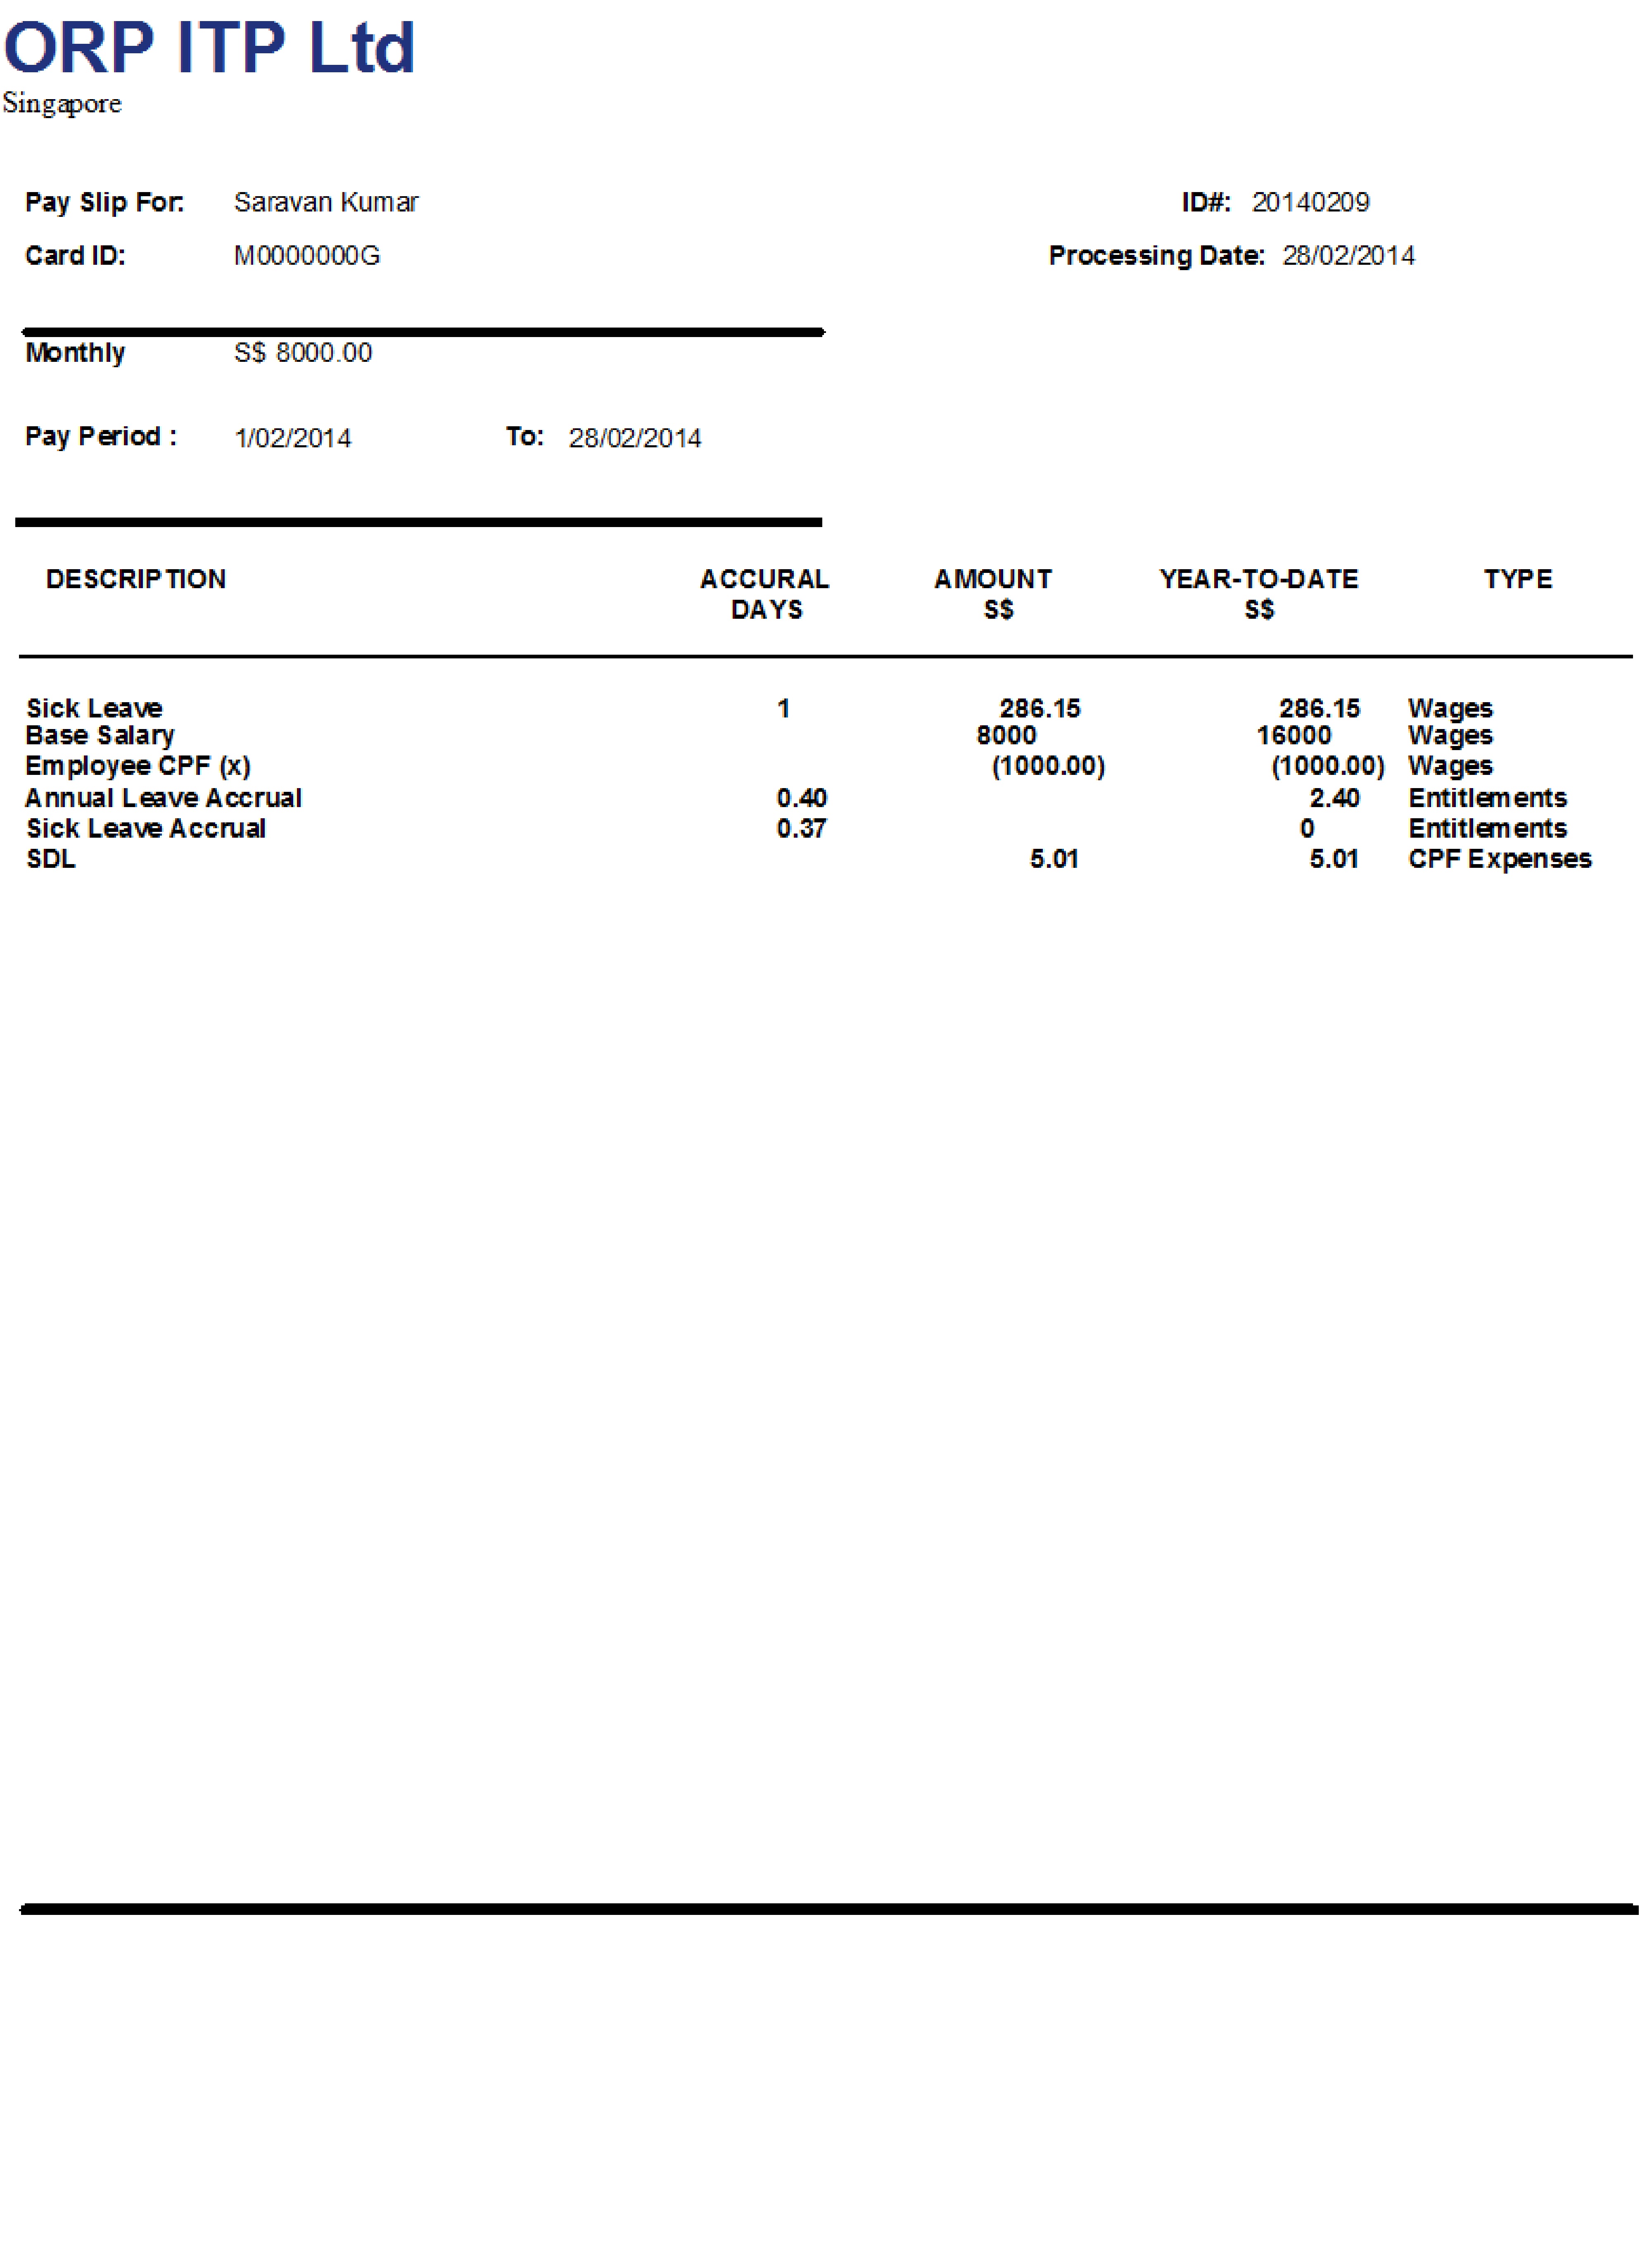 ORP ITP Ltd
Singapore
Pay Slip For: Saravan Kumar ID#: 20140209
Card ID: M0000000G Processing Date: 28/02/2014
Monthly S$ 8000.00
Pay Period : 1/02/2014 To: 28/02/2014
DESCRIPTION ACCURAL AMOUNT YEAR-TO-DATE TYPE
DAYS S$ S$
Sick Leave 1 286.15 286.15 Wages
Base Salary 8000 16000 Wages
Employee CPF (x) (1000.00) (1000.00) Wages
Annual Leave Accrual 0.40 2.40 Entitlements
Sick Leave Accrual 0.37 0 Entitlements
SDL 5.01 5.01 CPF Expenses